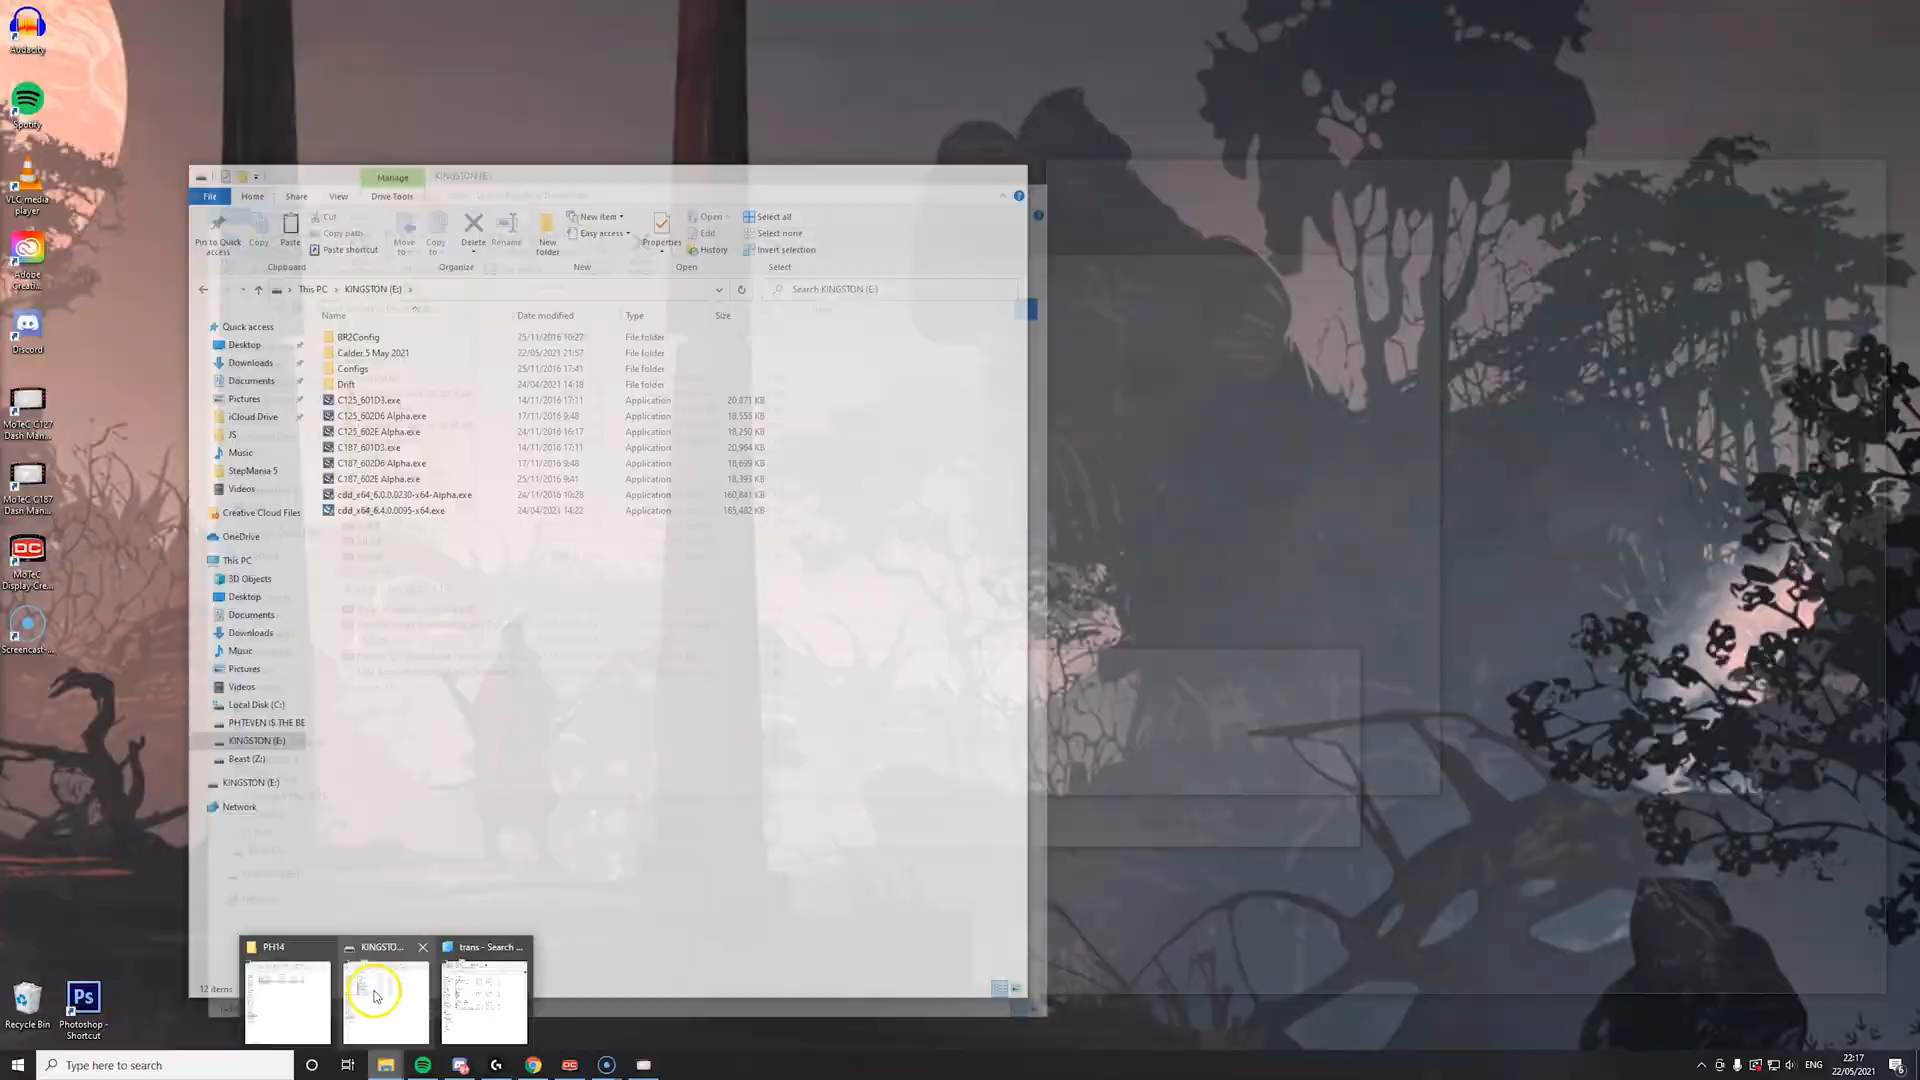 Audacity
Spotify
VLC media
player
Adobe
Creati...
Discord
MoTeC C127
Dash Man...
MoTeC C187
Dash Man...
DC
MoTeC
Display Cre...
Screencast-...
Recycle Bin
Ps
Photoshop -
Shortcut
Manage
KINGSTON (E:)
File
Home
Share
View
Drive Tools
Pin to Quick
access
Copy
Paste
Cut
Copy path
Paste shortcut
Clipboard
Move
to
Copy
to
Delete
Rename
Organize
New
folder
New item
Easy access
New
Properties
Open
Edit
History
Open
Select all
Select none
Invert selection
Select
This PC
KINGSTON (E:)
Search KINGSTON (E:)
Name
Date modified
Type
Size
BR2Config 25/11/2016 10:27 File folder
Calder 5 May 2021 22/05/2021 21:57 File folder
Configs 25/11/2016 17:41 File folder
Drift 24/04/2021 14:18 File folder
C125_601D3.exe 14/11/2016 17:11 Application 20,871 KB
C125_602D6 Alpha.exe 17/11/2016 9:48 Application 18,555 KB
C125_602E Alpha.exe 24/11/2016 16:17 Application 18,250 KB
C187_601D3.exe 14/11/2016 17:11 Application 20,964 KB
C187_602D6 Alpha.exe 17/11/2016 9:48 Application 18,699 KB
C187_602E Alpha.exe 25/11/2016 9:41 Application 18,393 KB
cdd_x64_6.0.0.0230-x64-Alpha.exe 24/11/2016 10:28 Application 160,841 KB
cdd_x64_6.4.0.0095-x64.exe 24/04/2021 14:22 Application 165,482 KB
Quick access
Desktop
Downloads
Documents
Pictures
iCloud Drive
JS
Music
StepMania 5
Videos
Creative Cloud Files
OneDrive
This PC
3D Objects
Desktop
Documents
Downloads
Music
Pictures
Videos
Local Disk (C:)
PHTEVEN IS THE BE
KINGSTON (E:)
Beast (Z:)
KINGSTON (E:)
Network
12 items
PH14
KINGSTO...
trans - Search ...
Type here to search
ENG
22:17
22/05/2021
6